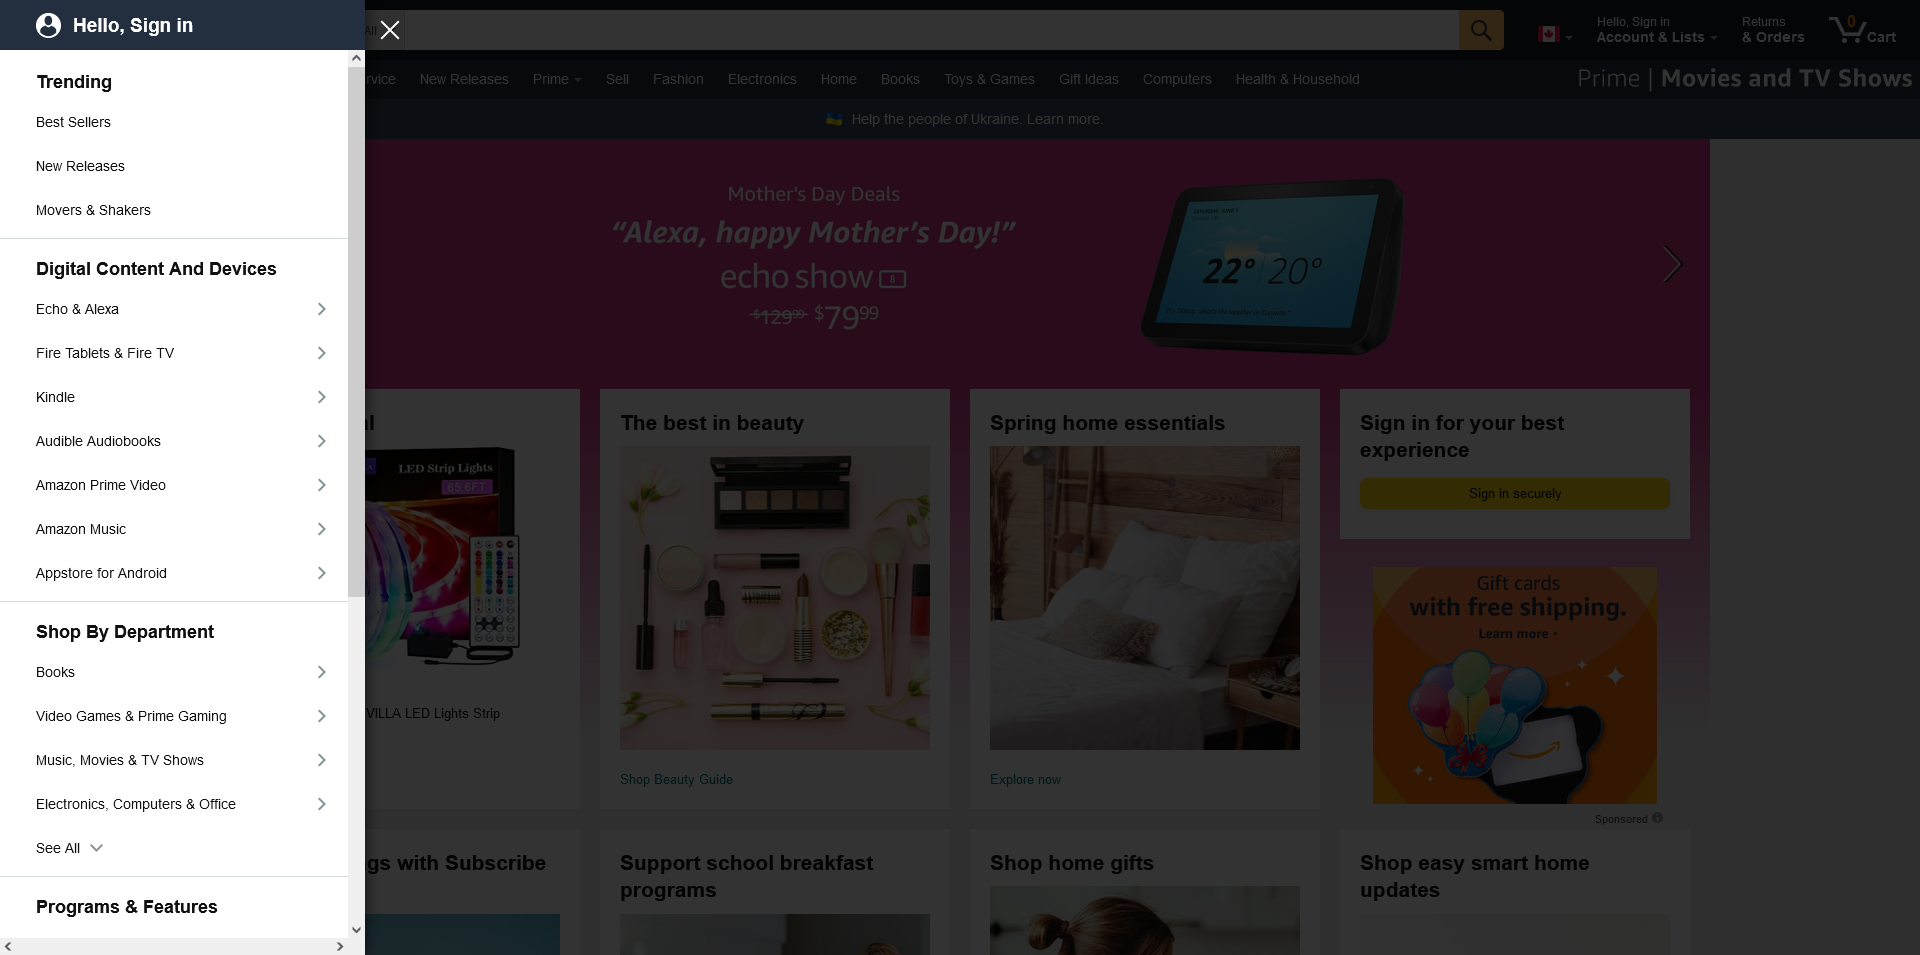 Hello, Sign in
All
Hello, Sign in
Account & Lists
Returns
& Orders
0
Cart
rvice
New Releases
Prime
Sell
Fashion
Electronics
Home
Books
Toys & Games
Gift Ideas
Computers
Health & Household
Prime | Movies and TV Shows
Help the people of Ukraine. Learn more.
Trending
Best Sellers
New Releases
Movers & Shakers
Digital Content And Devices
Echo & Alexa
Fire Tablets & Fire TV
Kindle
Audible Audiobooks
Amazon Prime Video
Amazon Music
Appstore for Android
Shop By Department
Books
Video Games & Prime Gaming
Music, Movies & TV Shows
Electronics, Computers & Office
See All
Programs & Features
Mother's Day Deals
“Alexa, happy Mother’s Day!”
echo show 8
$12999 $7999
22° 20°
al
LED Strip Lights
65.6FT
VILLA LED Lights Strip
The best in beauty
Shop Beauty Guide
Spring home essentials
Explore now
Sign in for your best
experience
Sign in securely
Gift cards
with free shipping.
Learn more
Sponsored
gs with Subscribe
Support school breakfast
programs
Shop home gifts
Shop easy smart home
updates